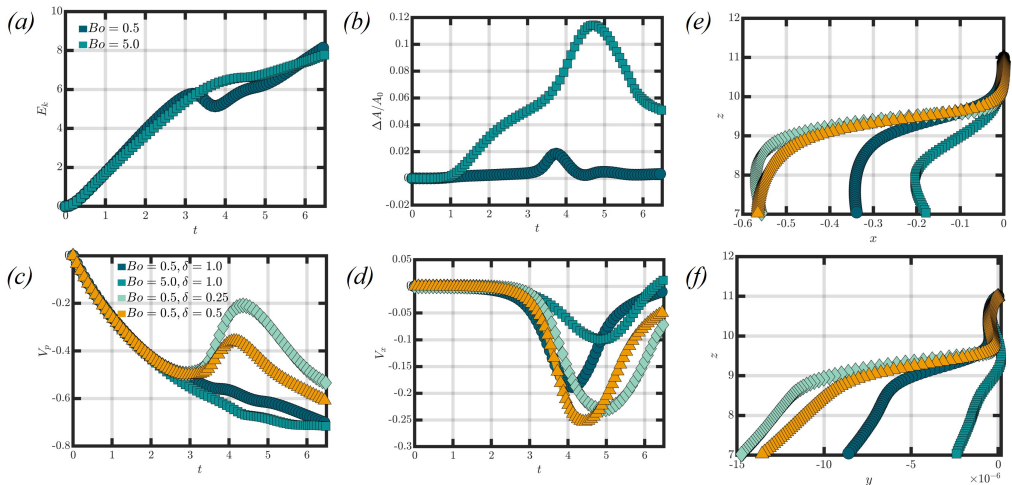 (a)
10
8
6
4
2
0
E_k
Bo = 0.5
Bo = 5.0
0 1 2 3 4 5 6
t
(b)
0.12
0.1
0.08
0.06
0.04
0.02
0
-0.02
ΔA/A_0
0 1 2 3 4 5 6
t
(e)
12
11
10
9
8
7
z
-0.6 -0.5 -0.4 -0.3 -0.2 -0.1 0
x
(c)
0
-0.2
-0.4
-0.6
-0.8
V_p
Bo = 0.5, δ = 1.0
Bo = 5.0, δ = 1.0
Bo = 0.5, δ = 0.25
Bo = 0.5, δ = 0.5
0 1 2 3 4 5 6
t
(d)
0.05
0
-0.05
-0.1
-0.15
-0.2
-0.25
-0.3
V_x
0 1 2 3 4 5 6
t
(f)
12
11
10
9
8
7
z
-15 -10 -5 0
y
×10^{-6}